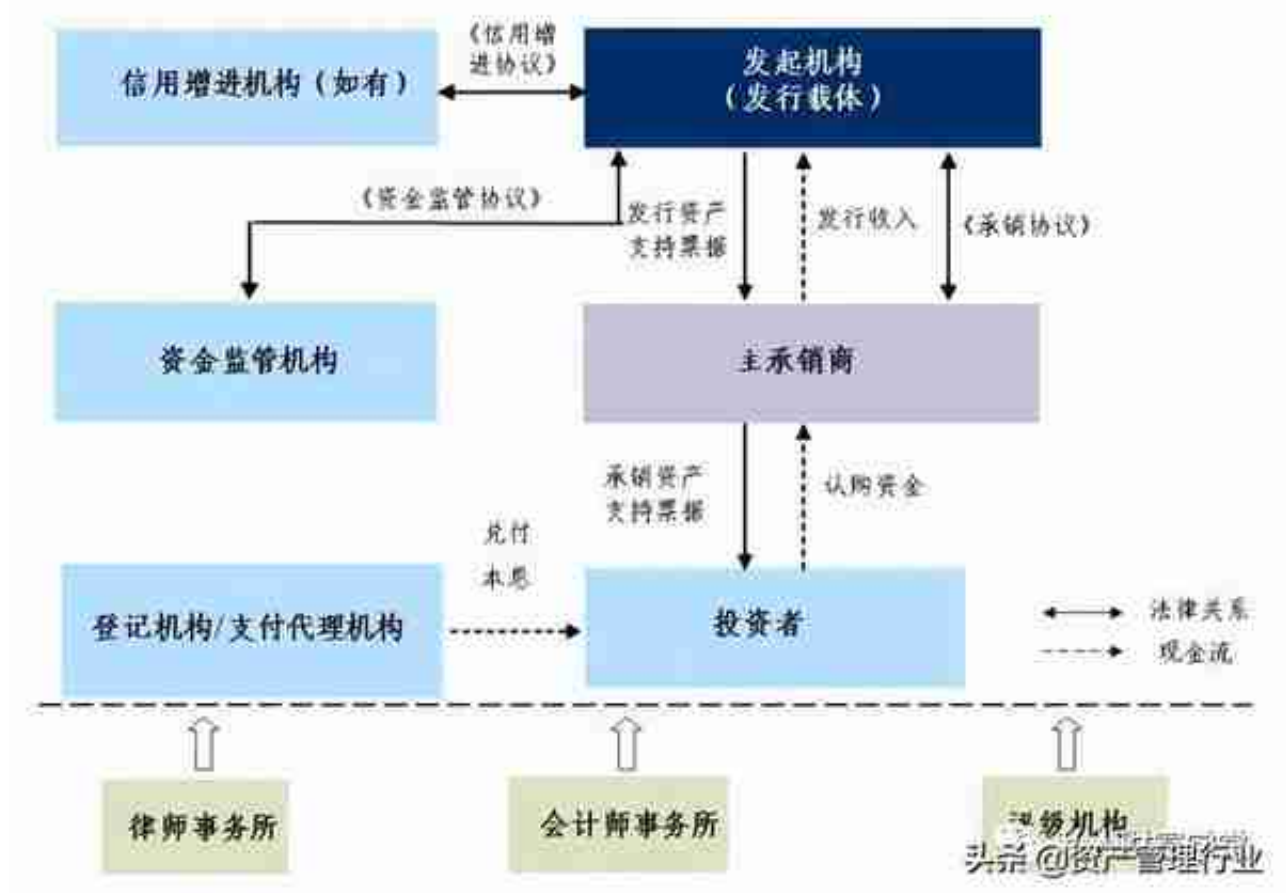 信用增进机构（如有）
《信用增
进协议》
发起机构
（发行载体）
《资金监管协议》
发行资产
支持票据
发行收入
《承销协议》
资金监管机构
主承销商
承销资产
支持票据
认购资金
兑付
本息
登记机构/支付代理机构
投资者
法律关系
现金流
律师事务所
会计师事务所
评级机构
头条 @资产管理行业